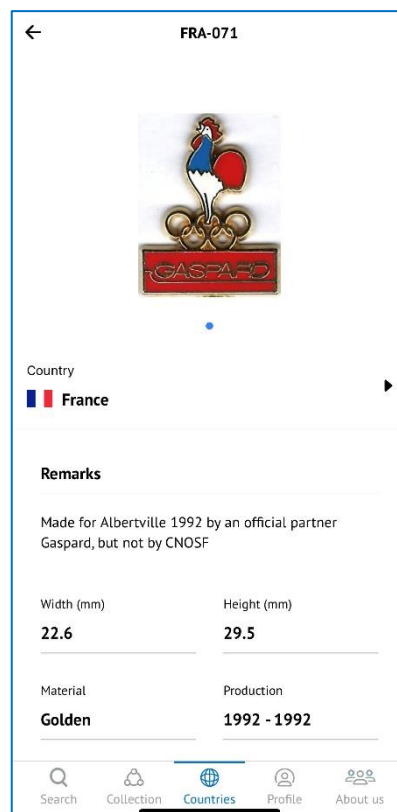 FRA-071
GASPARD
Country
France
Remarks
Made for Albertville 1992 by an official partner
Gaspard, but not by CNOSF
Width (mm)
Height (mm)
22.6
29.5
Material
Production
Golden
1992 - 1992
Search
Collection
Countries
Profile
About us